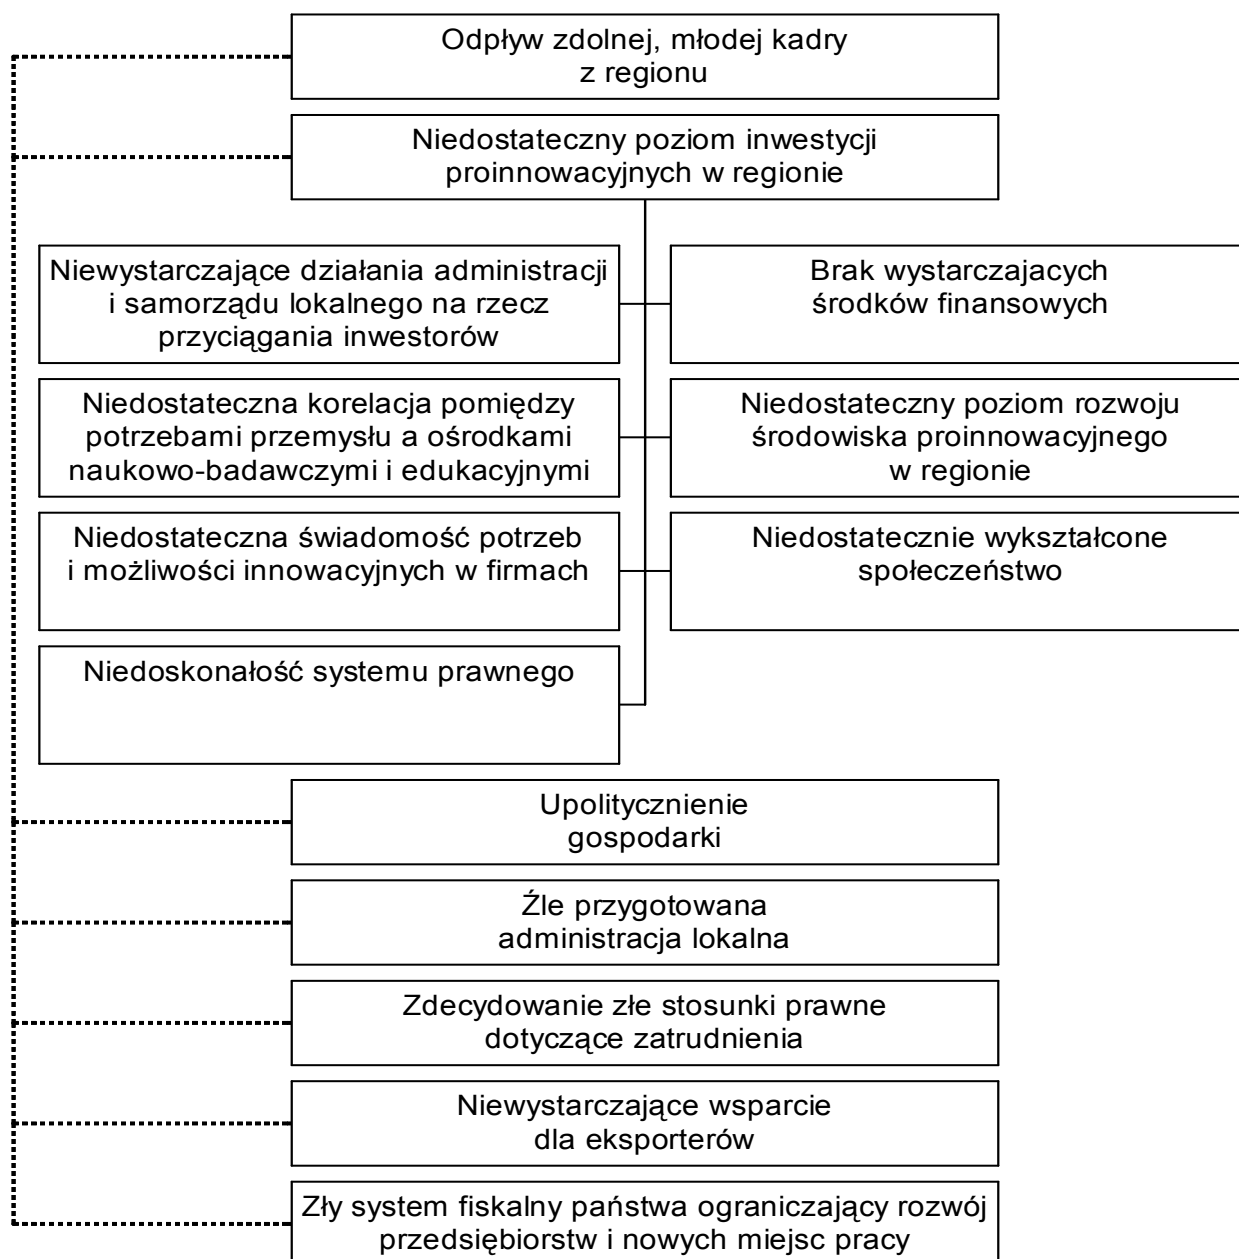 Odpływ zdolnej, młodej kadry
z regionu
Niedostateczny poziom inwestycji
proinnowacyjnych w regionie
Niewystarczające działania administracji
i samorządu lokalnego na rzecz
przyciągania inwestorów
Brak wystarczajacych
środków finansowych
Niedostateczna korelacja pomiędzy
potrzebami przemysłu a ośrodkami
naukowo-badawczymi i edukacyjnymi
Niedostateczny poziom rozwoju
środowiska proinnowacyjnego
w regionie
Niedostateczna świadomość potrzeb
i możliwości innowacyjnych w firmach
Niedostatecznie wykształcone
społeczeństwo
Niedoskonałość systemu prawnego
Upolitycznienie
gospodarki
Źle przygotowana
administracja lokalna
Zdecydowanie złe stosunki prawne
dotyczące zatrudnienia
Niewystarczające wsparcie
dla eksporterów
Zły system fiskalny państwa ograniczający rozwój
przedsiębiorstw i nowych miejsc pracy